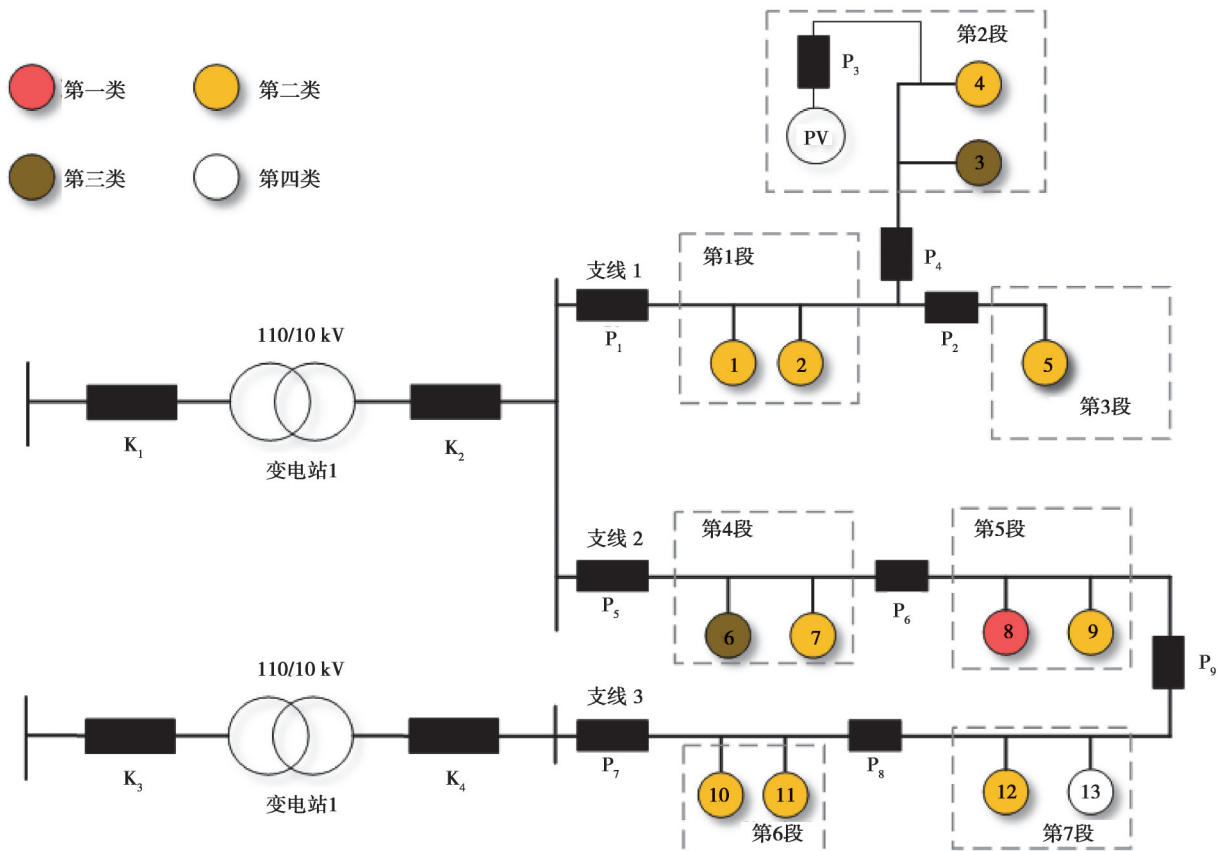 第一类
第二类
第三类
第四类
第2段
P₃
4
PV
3
P₄
支线 1
第1段
P₁
P₂
1
2
5
第3段
110/10 kV
K₁
K₂
变电站1
支线 2
第4段
第5段
P₅
P₆
6
7
8
9
P₉
110/10 kV
支线 3
K₃
K₄
变电站1
P₇
P₈
10
11
12
13
第6段
第7段